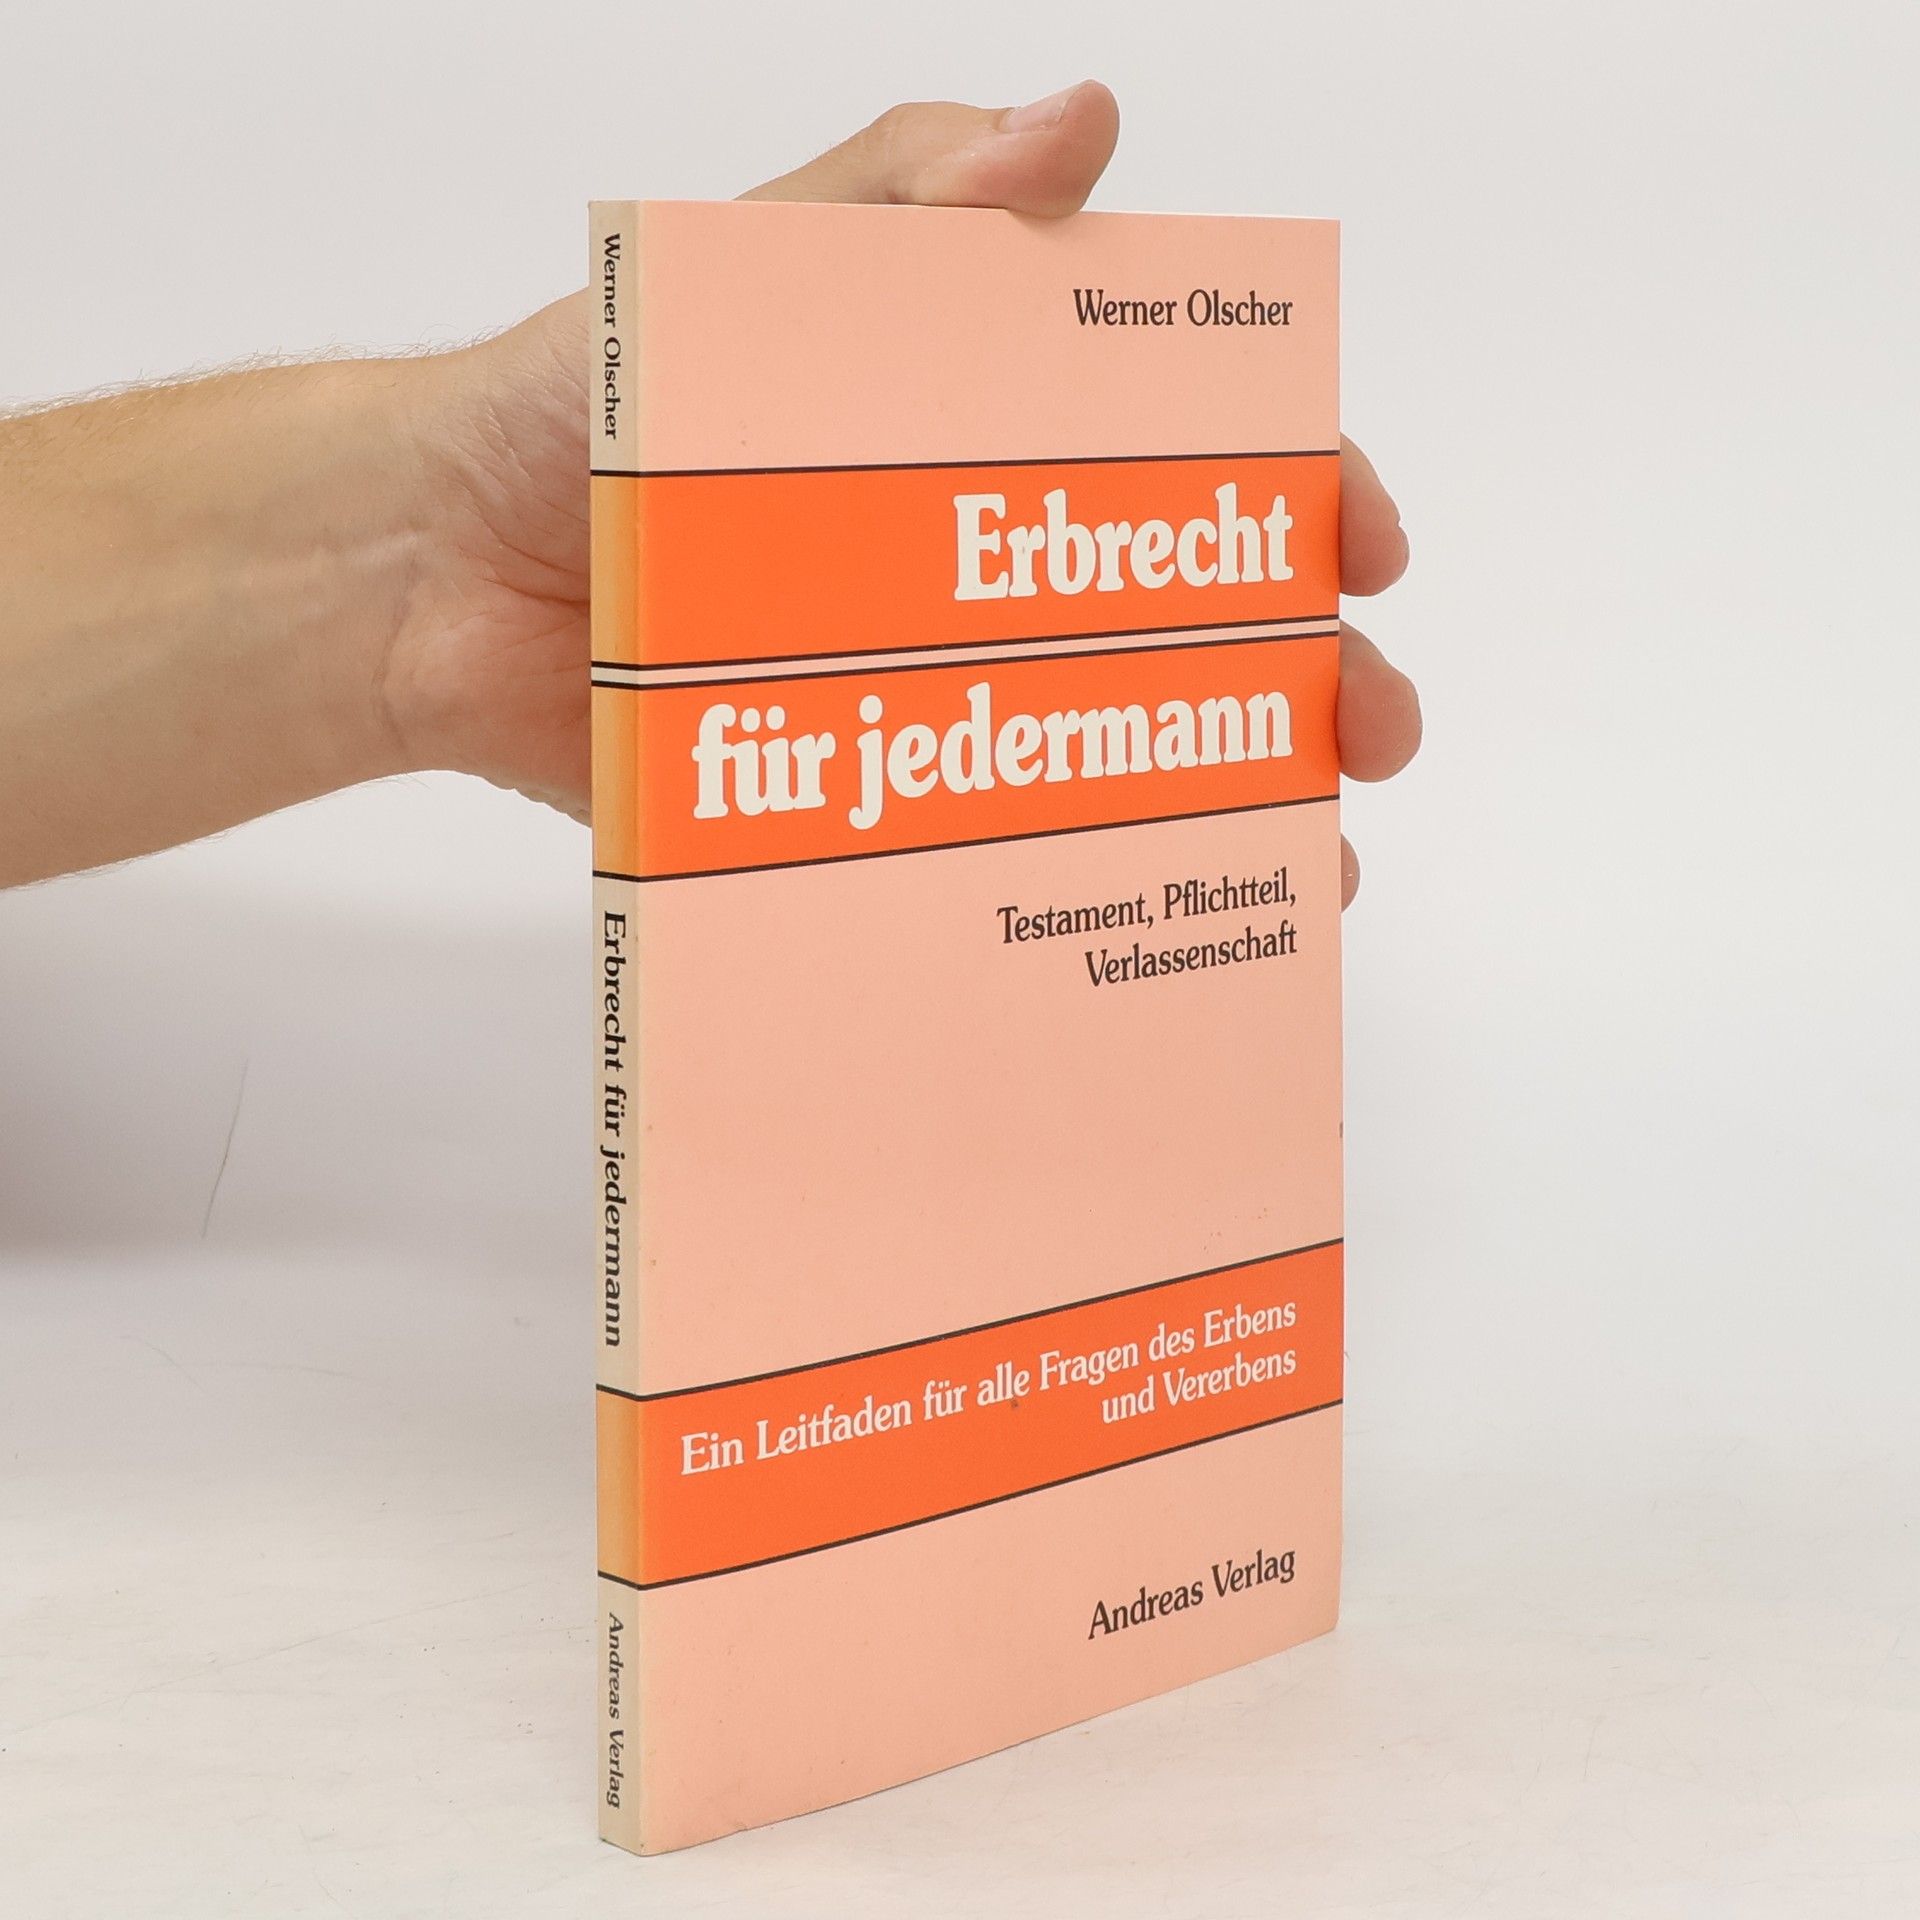 Werner Olscher
Erbrecht
für jedermann
Testament, Pflichtteil,
Verlassenschaft
Ein Leitfaden für alle Fragen des Erbens
und Vererbens
Andreas Verlag
Werner Olscher
Erbrecht für jedermann
Andreas Verlag